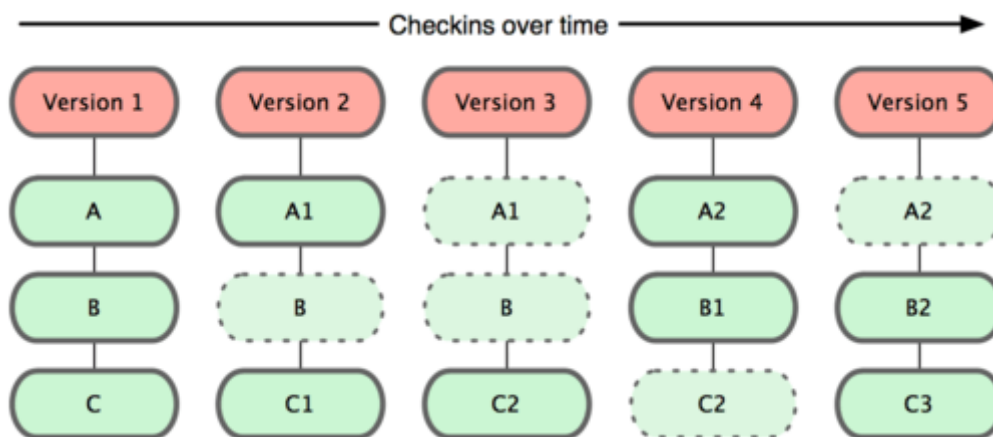 Checkins over time
Version 1 Version 2 Version 3 Version 4 Version 5
A A1 A1 A2 A2
B B B B1 B2
C C1 C2 C2 C3